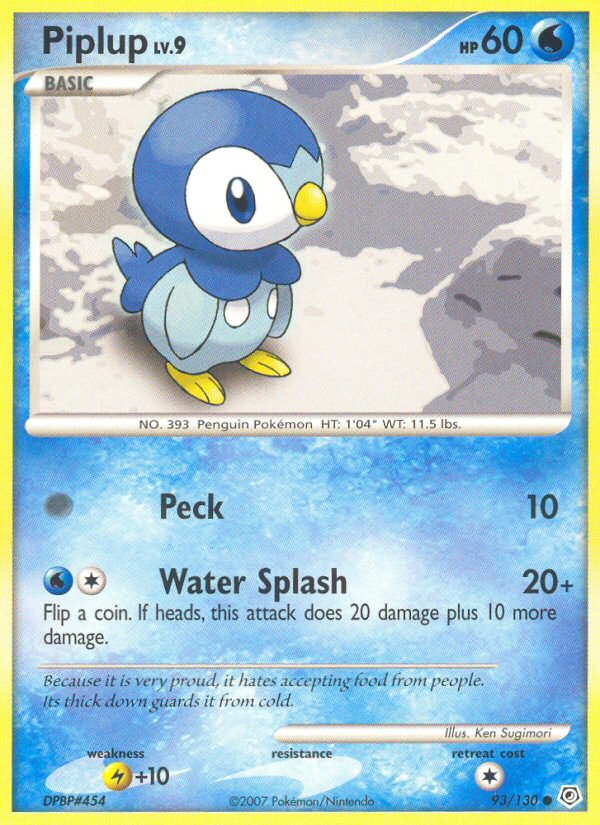 Piplup LV.9 HP 60
BASIC
NO. 393 Penguin Pokémon HT: 1'04" WT: 11.5 lbs.
Peck 10
Water Splash 20+
Flip a coin. If heads, this attack does 20 damage plus 10 more
damage.
Because it is very proud, it hates accepting food from people.
Its thick down guards it from cold.
Illus. Ken Sugimori
weakness resistance retreat cost
+10
DPBP#454 ©2007 Pokémon/Nintendo 93/130